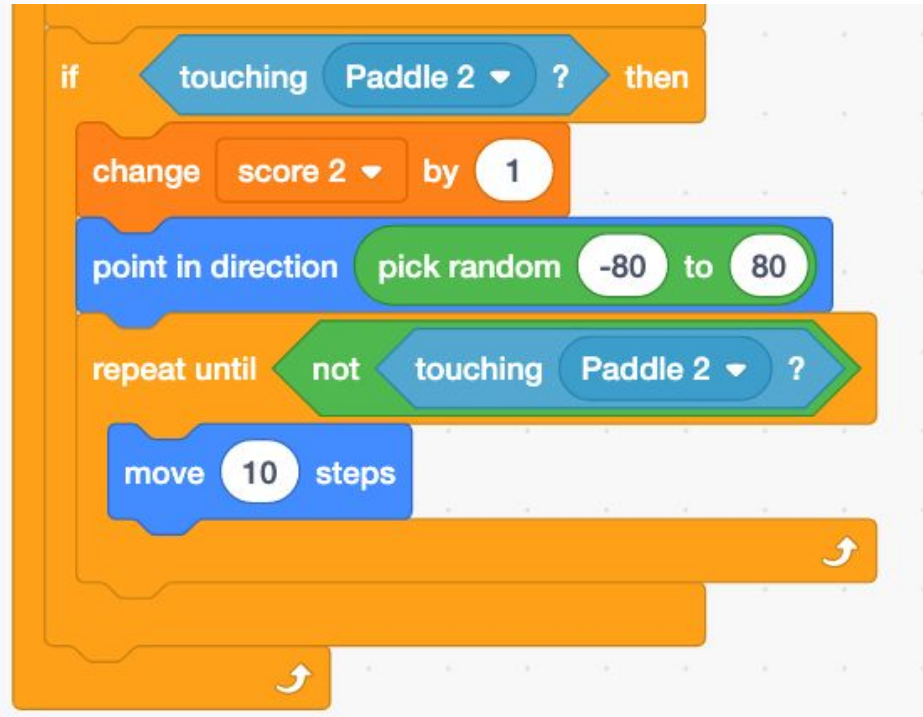 if touching Paddle 2 ? then
change score 2 by 1
point in direction pick random -80 to 80
repeat until not touching Paddle 2 ?
move 10 steps